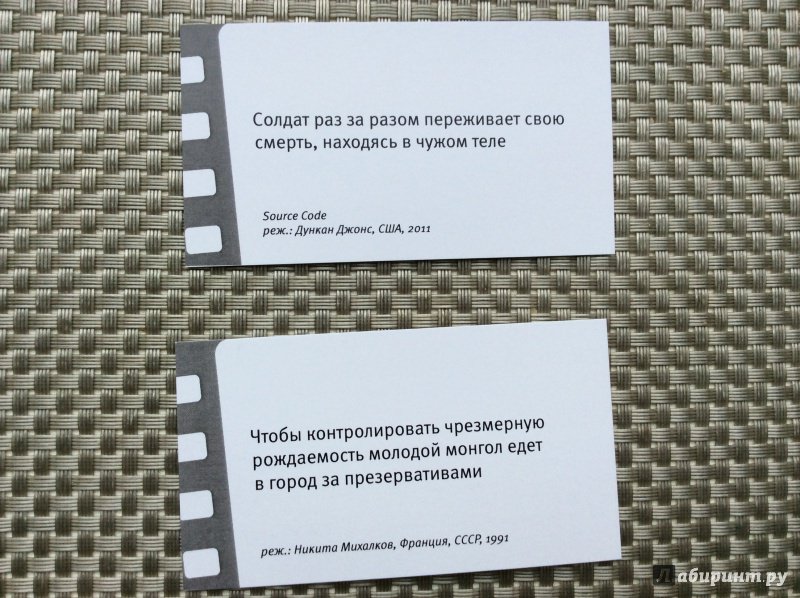 Солдат раз за разом переживает свою
смерть, находясь в чужом теле
Source Code
реж.: Дункан Джонс, США, 2011
Чтобы контролировать чрезмерную
рождаемость молодой монгол едет
в город за презервативами
реж.: Никита Михалков, Франция, СССР, 1991
Лабиринт.ру